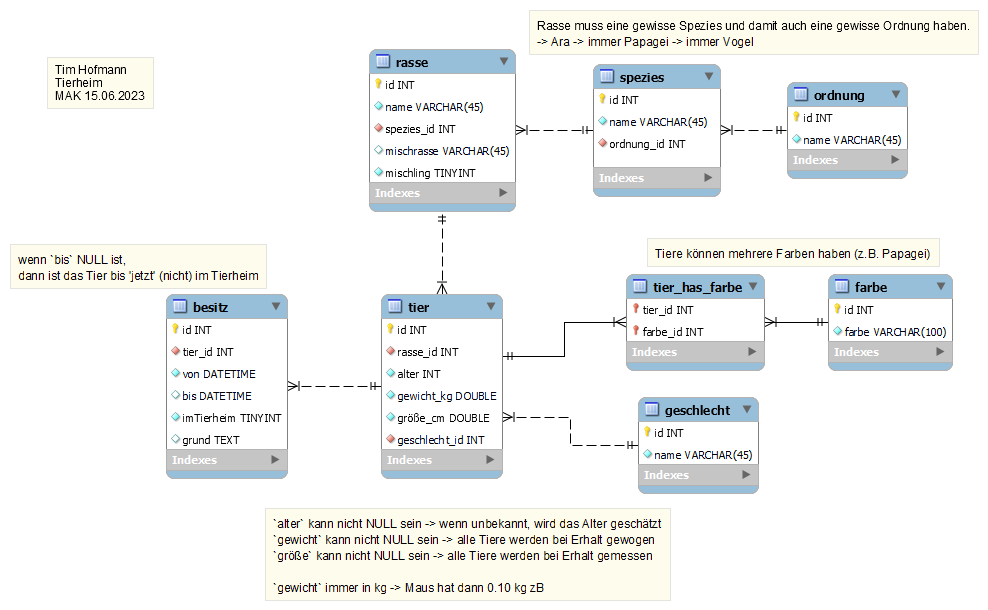 Rasse muss eine gewisse Spezies und damit auch eine gewisse Ordnung haben.
-> Ara -> immer Papagei -> immer Vogel
Tim Hofmann
Tierheim
MAK 15.06.2023
rasse
id INT
name VARCHAR(45)
spezies_id INT
mischrasse VARCHAR(45)
mischling TINYINT
Indexes
spezies
id INT
name VARCHAR(45)
ordnung_id INT
Indexes
ordnung
id INT
name VARCHAR(45)
Indexes
wenn `bis` NULL ist,
dann ist das Tier bis 'jetzt' (nicht) im Tierheim
Tiere können mehrere Farben haben (z.B. Papagei)
besitz
id INT
tier_id INT
von DATETIME
bis DATETIME
imTierheim TINYINT
grund TEXT
Indexes
tier
id INT
rasse_id INT
alter INT
gewicht_kg DOUBLE
größe_cm DOUBLE
geschlecht_id INT
Indexes
tier_has_farbe
tier_id INT
farbe_id INT
Indexes
farbe
id INT
farbe VARCHAR(100)
Indexes
geschlecht
id INT
name VARCHAR(45)
Indexes
`alter` kann nicht NULL sein -> wenn unbekannt, wird das Alter geschätzt
`gewicht` kann nicht NULL sein -> alle Tiere werden bei Erhalt gewogen
`größe` kann nicht NULL sein -> alle Tiere werden bei Erhalt gemessen
`gewicht` immer in kg -> Maus hat dann 0.10 kg zB